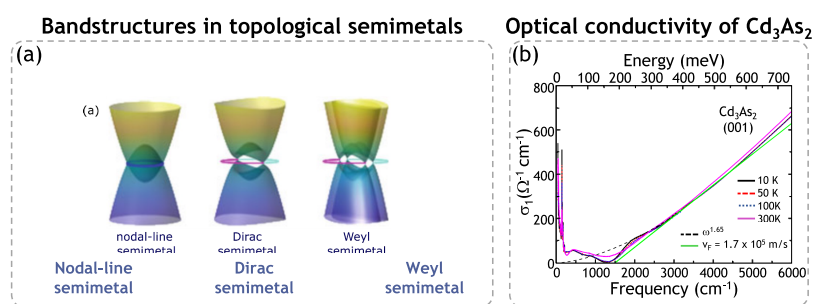 Bandstructures in topological semimetals
(a)
(a)
nodal-line
semimetal
Dirac
semimetal
Weyl
semimetal
Nodal-line
semimetal
Dirac
semimetal
Weyl
semimetal
Optical conductivity of Cd3As2
(b)
Energy (meV)
0 100 200 300 400 500 600 700
800
600
400
200
0
σ1(Ω-1 cm-1)
Cd3As2
(001)
10 K
50 K
100K
300K
ω1.65
vF = 1.7 x 105 m/s
0 1000 2000 3000 4000 5000 6000
Frequency (cm-1)